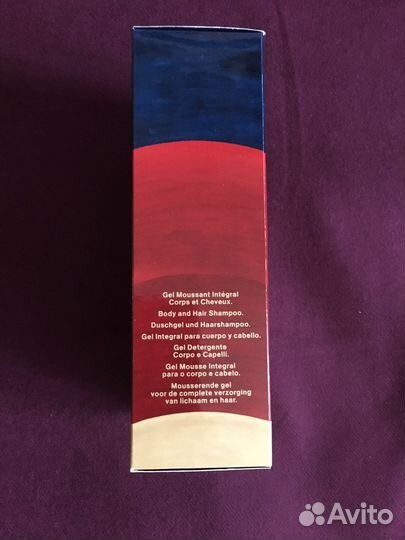 Gel Moussant Intégral
Corps et Cheveux.
Body and Hair Shampoo.
Duschgel und Haarshampoo.
Gel Integral para cuerpo y cabello.
Gel Detergente
Corpo e Capelli.
Gel Mousse Integral
para o corpo e cabelo.
Mousserende gel
voor de complete verzorging
van lichaam en haar.
Avito